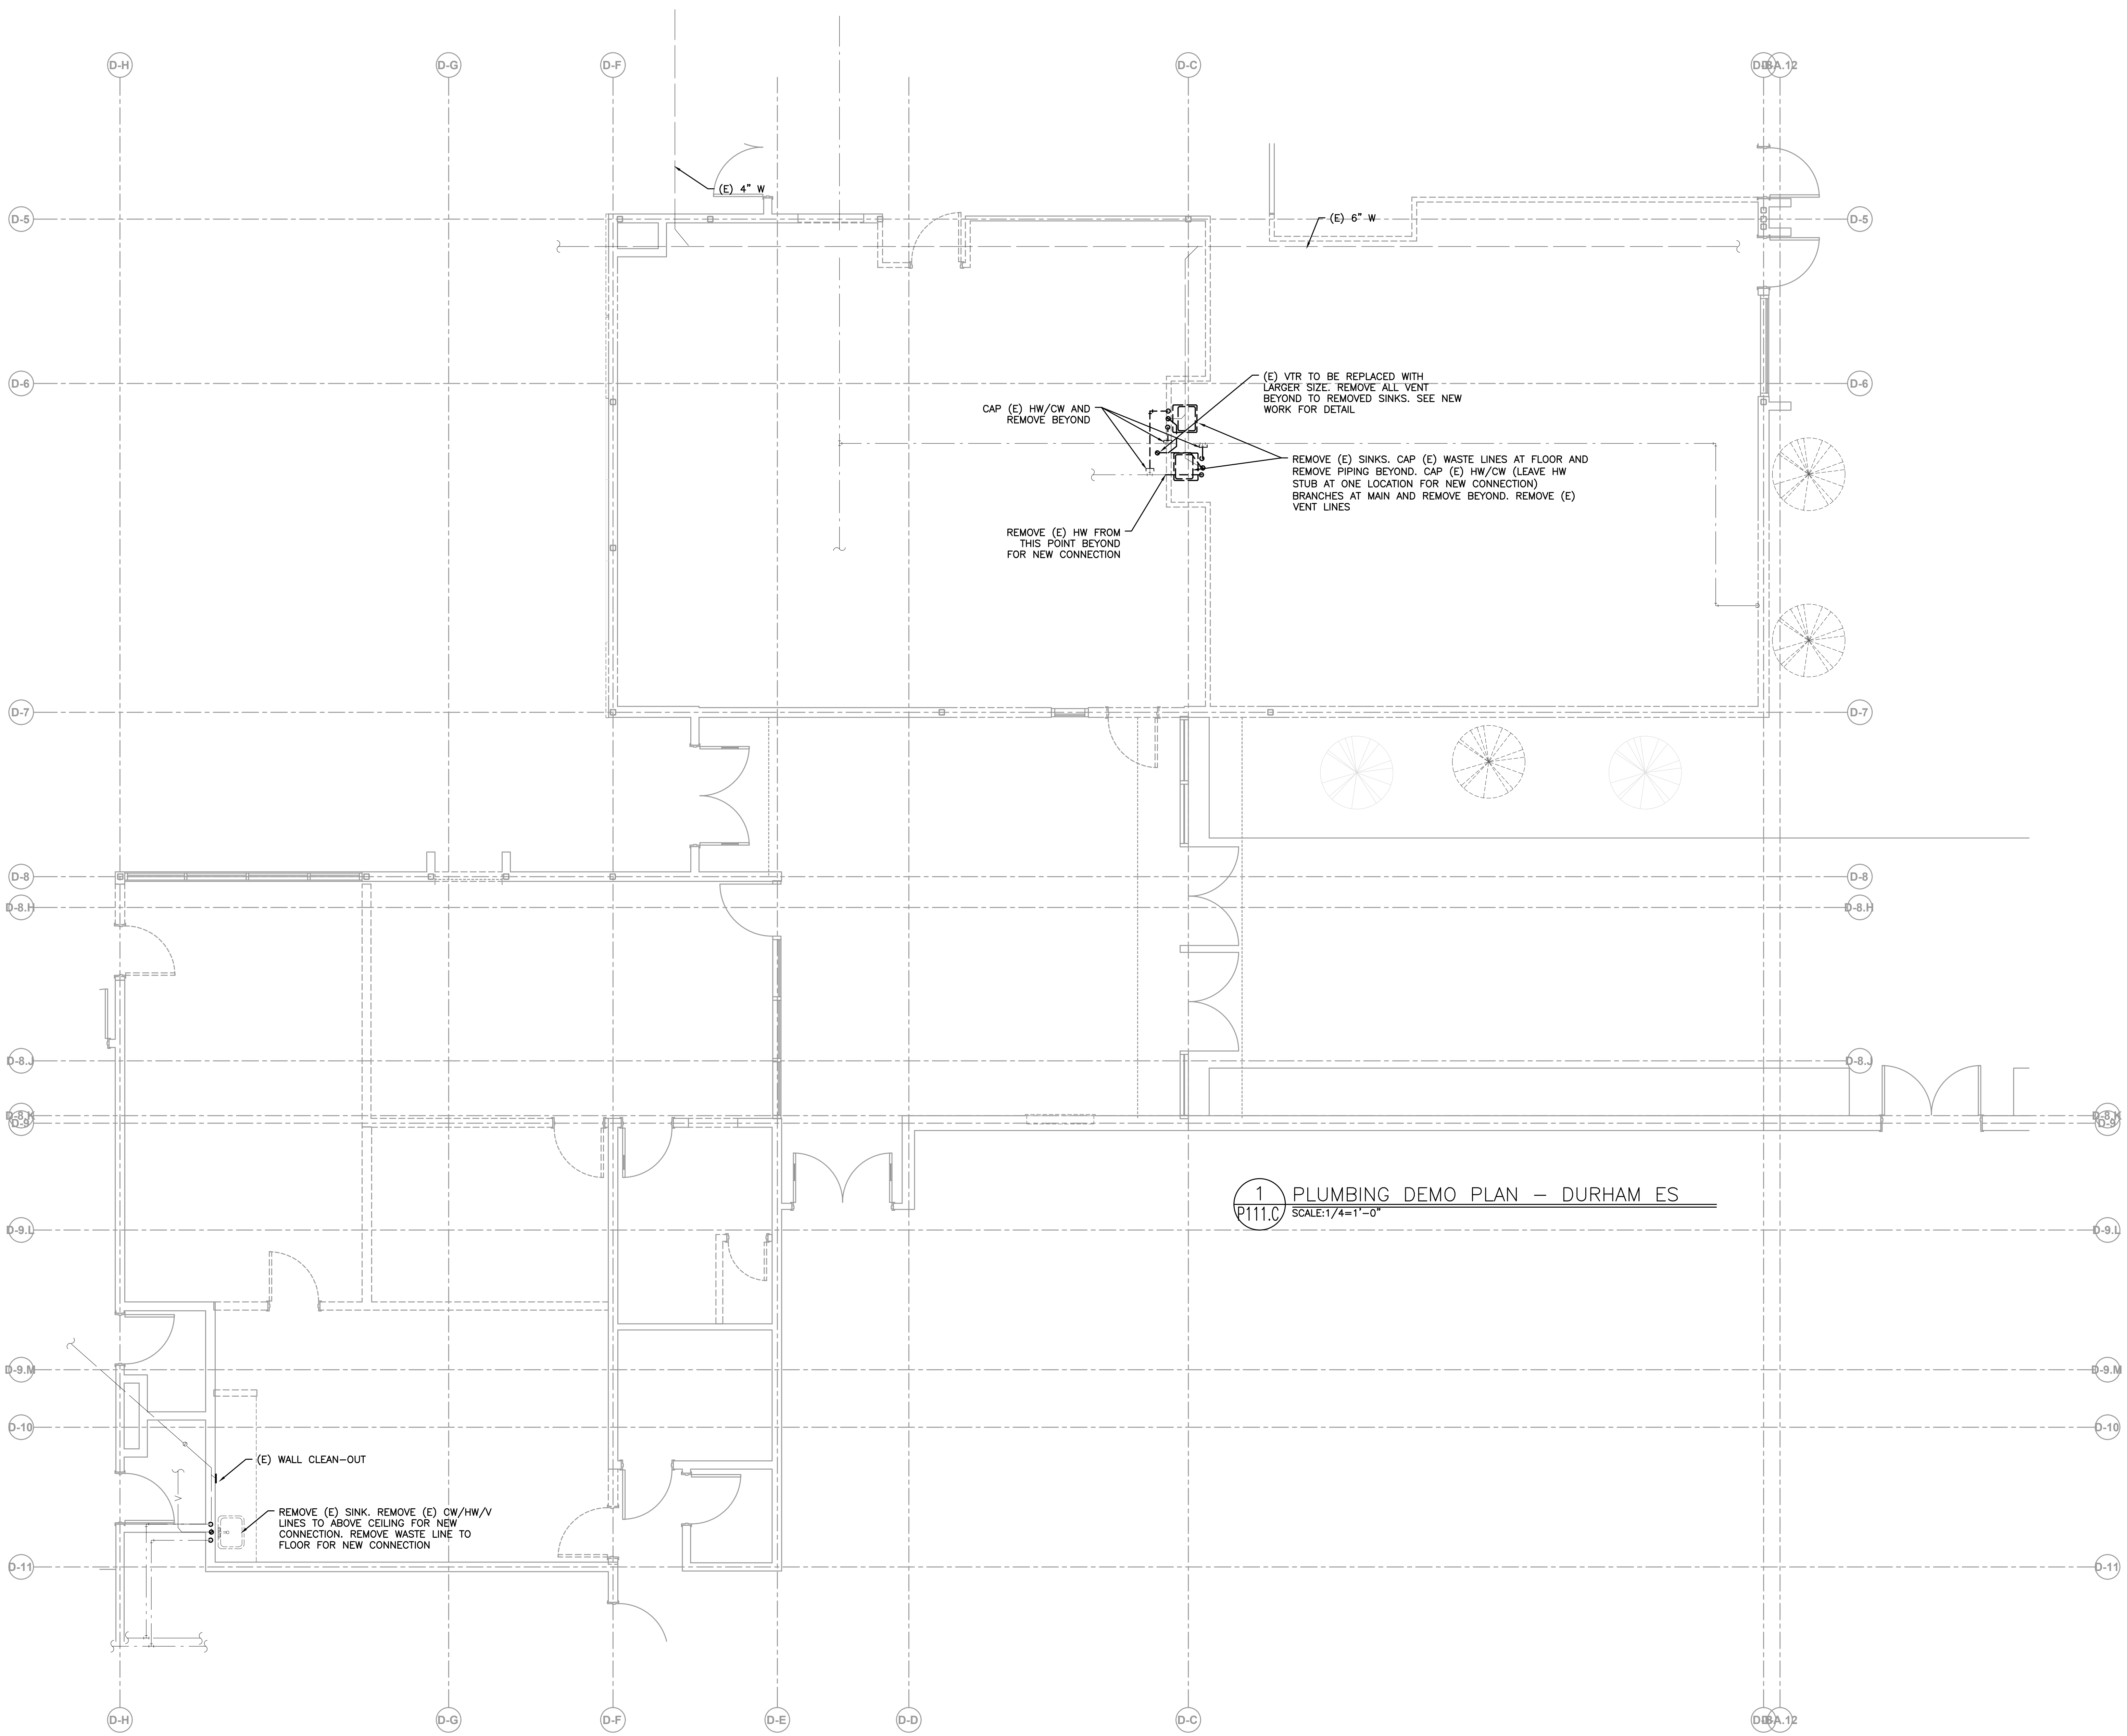 D-H
D-G
D-F
D-C
D-5
D-5
(E) 4" W
(E) 6" W
D-6
D-6
(E) VTR TO BE REPLACED WITH
LARGER SIZE. REMOVE ALL VENT
BEYOND TO REMOVED SINKS. SEE NEW
WORK FOR DETAIL
CAP (E) HW/CW AND
REMOVE BEYOND
REMOVE (E) SINKS. CAP (E) WASTE LINES AT FLOOR AND
REMOVE PIPING BEYOND. CAP (E) HW/CW (LEAVE HW
STUB AT ONE LOCATION FOR NEW CONNECTION)
BRANCHES AT MAIN AND REMOVE BEYOND. REMOVE (E)
VENT LINES
REMOVE (E) HW FROM
THIS POINT BEYOND
FOR NEW CONNECTION
D-7
D-7
D-8
D-8
D-8.H
D-8.H
D-8.J
D-8.J
D-8.K
D-8.K
D-9
D-9
1
P111.C
PLUMBING DEMO PLAN – DURHAM ES
SCALE:1/4=1'-0"
D-9.L
D-9.L
D-9.M
D-9.M
D-10
D-10
(E) WALL CLEAN-OUT
V
REMOVE (E) SINK. REMOVE (E) CW/HW/V
LINES TO ABOVE CEILING FOR NEW
CONNECTION. REMOVE WASTE LINE TO
FLOOR FOR NEW CONNECTION
D-11
D-11
D-H
D-G
D-F
D-E
D-D
D-C